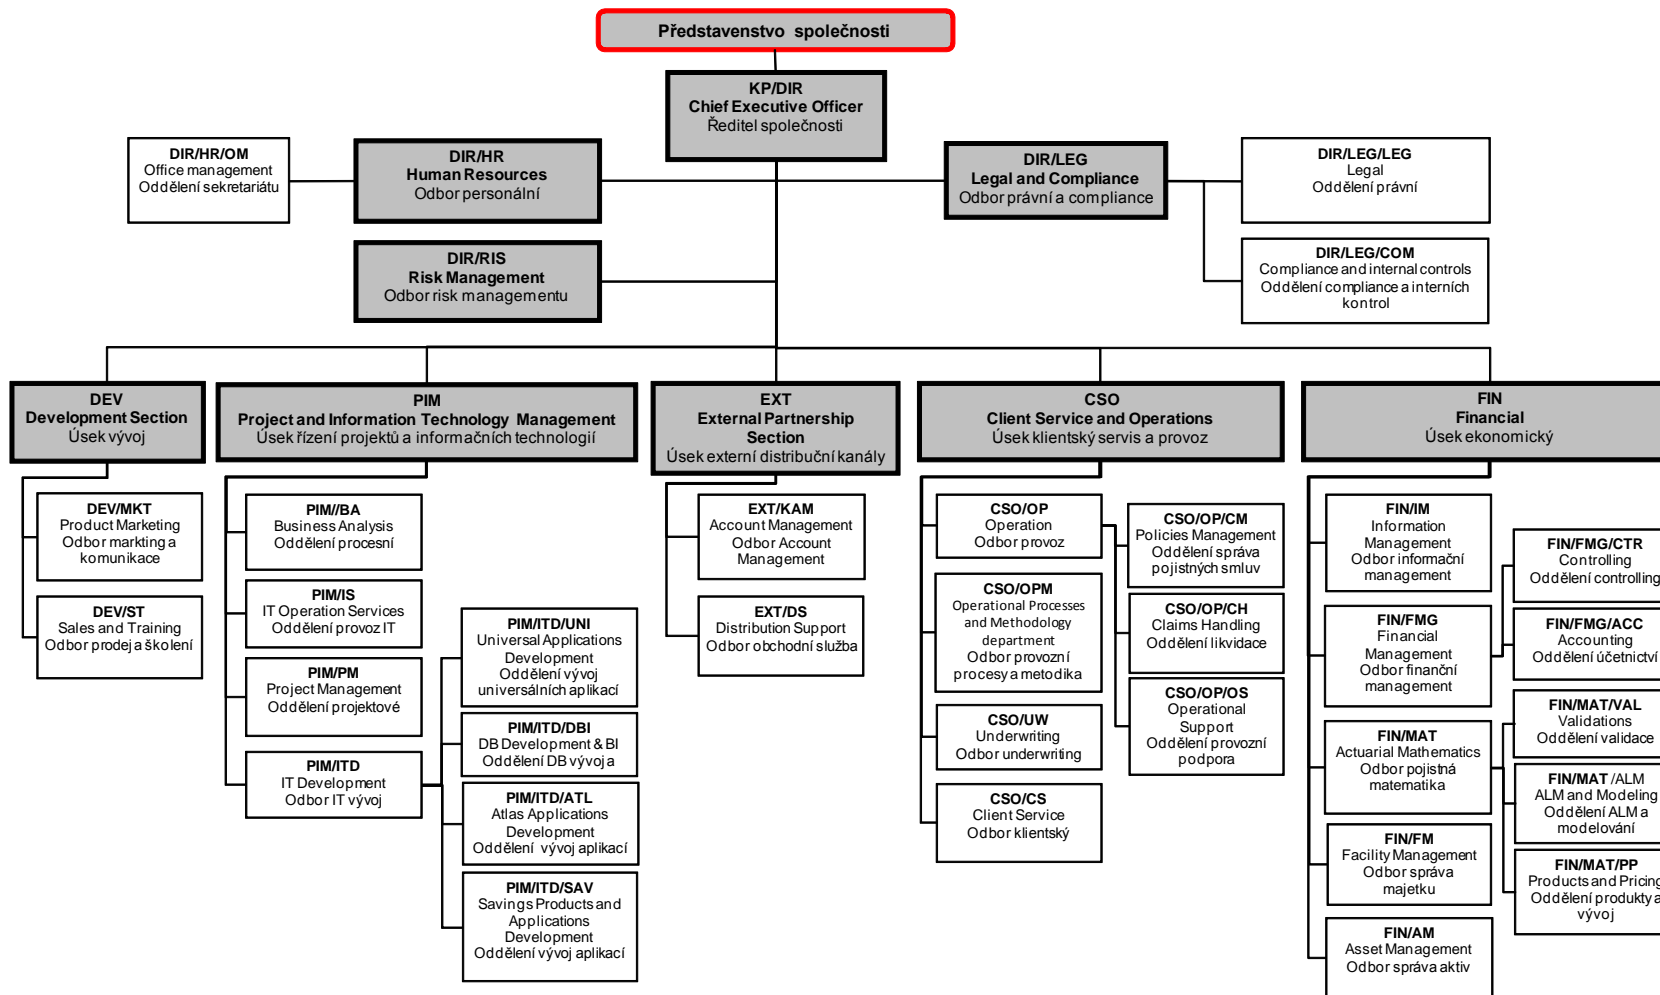 Představenstvo společnosti
KP/DIR
Chief Executive Officer
Ředitel společnosti
DIR/HR/OM
Office management
Oddělení sekretariátu
DIR/HR
Human Resources
Odbor personální
DIR/LEG
Legal and Compliance
Odbor právní a compliance
DIR/LEG/LEG
Legal
Oddělení právní
DIR/RIS
Risk Management
Odbor risk managementu
DIR/LEG/COM
Compliance and internal controls
Oddělení compliance a interních
kontrol
DEV
Development Section
Úsek vývoj
PIM
Project and Information Technology Management
Úsek řízení projektů a informačních technologií
EXT
External Partnership
Section
Úsek externí distribuční kanály
CSO
Client Service and Operations
Úsek klientský servis a provoz
FIN
Financial
Úsek ekonomický
DEV/MKT
Product Marketing
Odbor markting a
komunikace
DEV/ST
Sales and Training
Odbor prodej a školení
PIM//BA
Business Analysis
Oddělení procesní
PIM/IS
IT Operation Services
Oddělení provoz IT
PIM/PM
Project Management
Oddělení projektové
PIM/ITD
IT Development
Odbor IT vývoj
PIM/ITD/UNI
Universal Applications
Development
Oddělení vývoj
universálních aplikací
PIM/ITD/DBI
DB Development & BI
Oddělení DB vývoj a
PIM/ITD/ATL
Atlas Applications
Development
Oddělení vývoj aplikací
PIM/ITD/SAV
Savings Products and
Applications
Development
Oddělení vývoj aplikací
EXT/KAM
Account Management
Odbor Account
Management
EXT/DS
Distribution Support
Odbor obchodní služba
CSO/OP
Operation
Odbor provoz
CSO/OPM
Operational Processes
and Methodology
department
Odbor provozní
procesy a metodika
CSO/UW
Underwriting
Odbor underwriting
CSO/CS
Client Service
Odbor klientský
CSO/OP/CM
Policies Management
Oddělení správa
pojistných smluv
CSO/OP/CH
Claims Handling
Oddělení likvidace
CSO/OP/OS
Operational
Support
Oddělení provozní
podpora
FIN/IM
Information
Management
Odbor informační
management
FIN/FMG
Financial
Management
Odbor finanční
management
FIN/MAT
Actuarial Mathematics
Odbor pojistná
matematika
FIN/FM
Facility Management
Odbor správa
majetku
FIN/AM
Asset Management
Odbor správa aktiv
FIN/FMG/CTR
Controlling
Oddělení controlling
FIN/FMG/ACC
Accounting
Oddělení účetnictví
FIN/MAT/VAL
Validations
Oddělení validace
FIN/MAT /ALM
ALM and Modeling
Oddělení ALM a
modelování
FIN/MAT/PP
Products and Pricing
Oddělení produkty a
vývoj